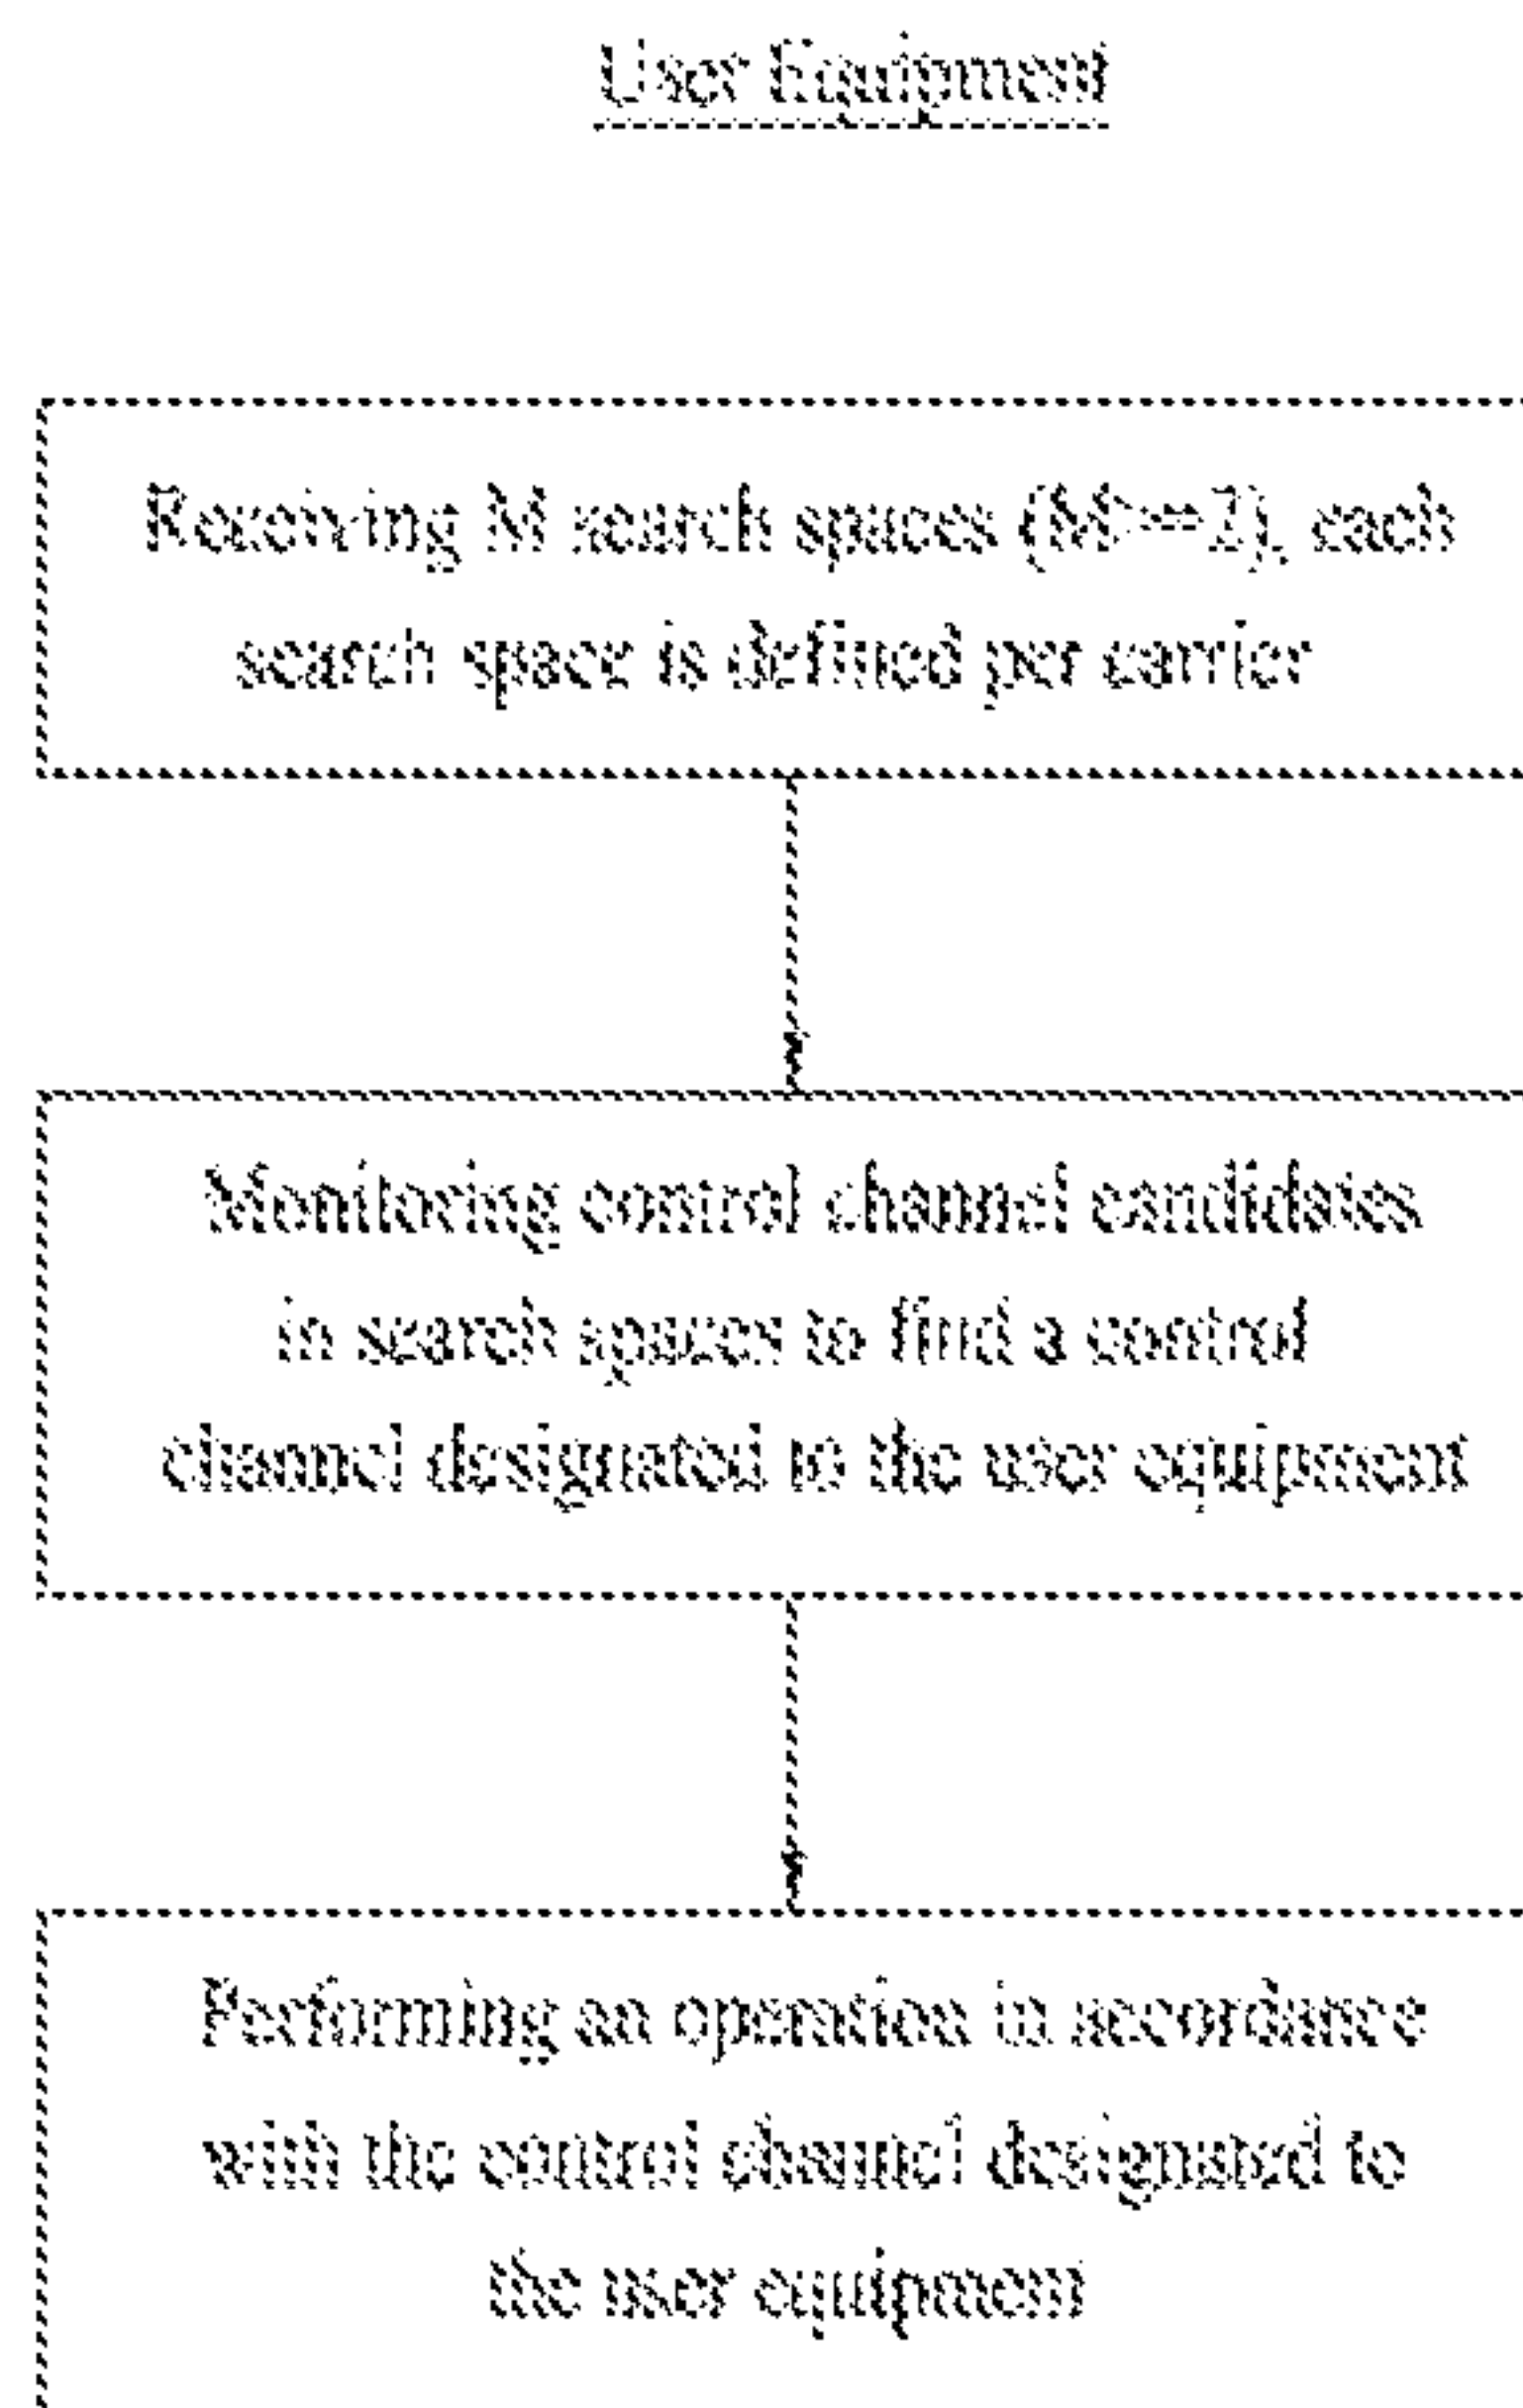 User Equipment
Receiving M search spaces (M>=1), each
search space is defined per carrier
Monitoring control channel candidates
in search spaces to find a control
channel designated to the user equipment
Performing an operation in accordance
with the control channel designated to
the user equipment